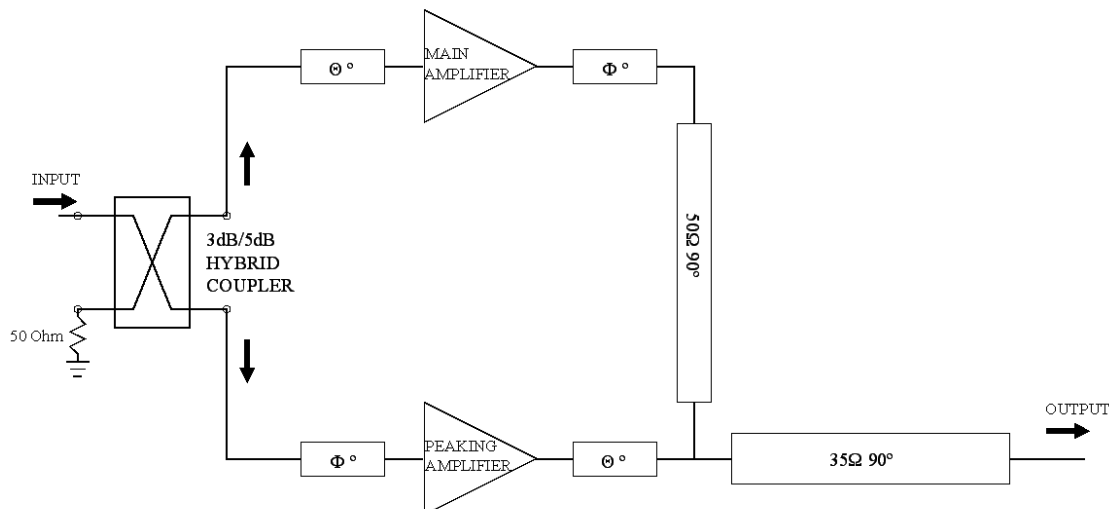 Θ °
MAIN
AMPLIFIER
Φ °
INPUT
3dB/5dB
HYBRID
COUPLER
50 Ohm
50Ω 90°
Φ °
PEAKING
AMPLIFIER
Θ °
35Ω 90°
OUTPUT